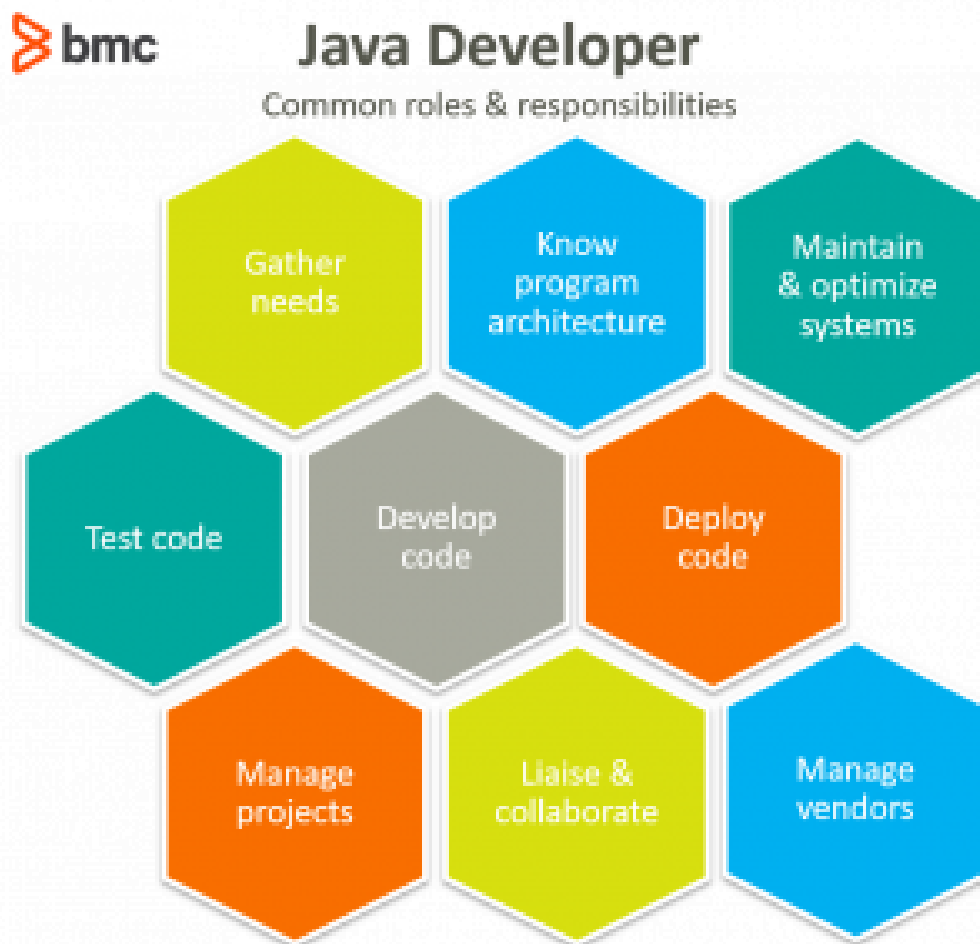 bmc
Java Developer
Common roles & responsibilities
Gather
needs
Know
program
architecture
Maintain
& optimize
systems
Test code
Develop
code
Deploy
code
Manage
projects
Liaise &
collaborate
Manage
vendors